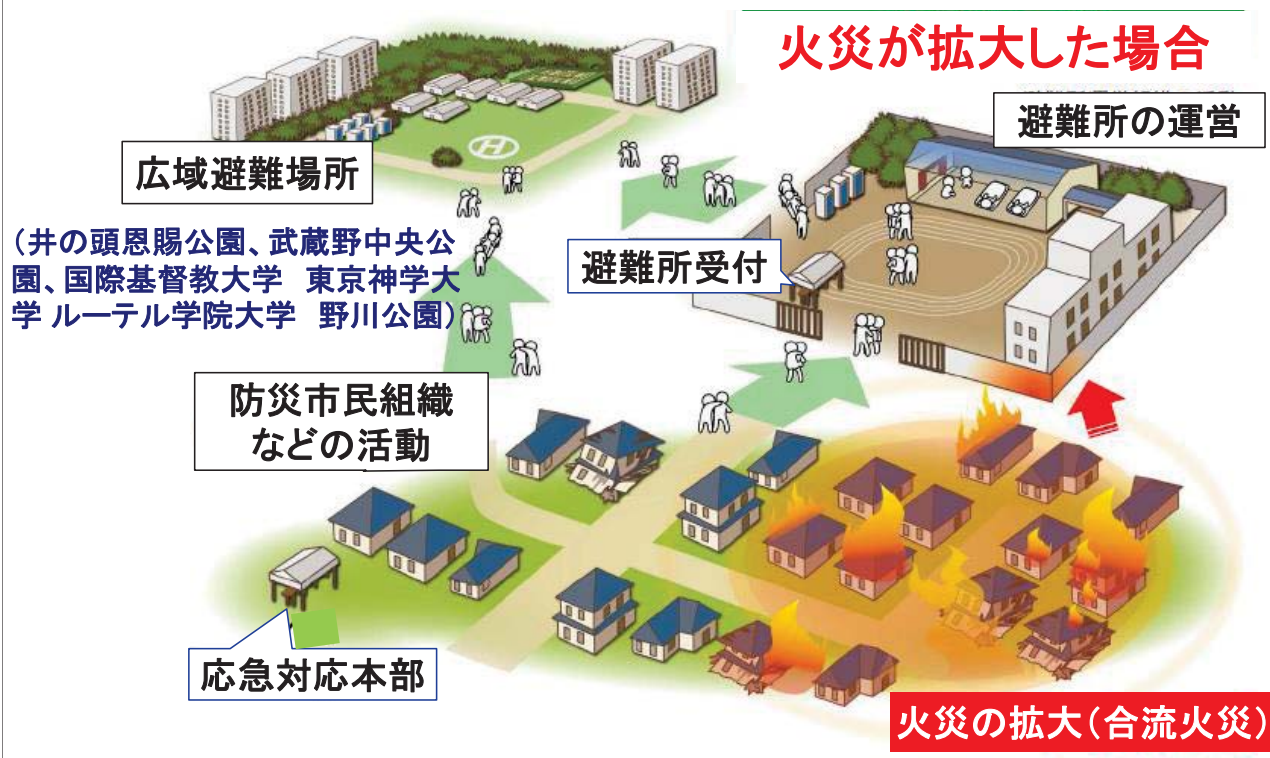 火災が拡大した場合
避難所の運営
広域避難場所
（井の頭恩賜公園、武蔵野中央公
園、国際基督教大学　東京神学大
学 ルーテル学院大学　野川公園）
避難所受付
防災市民組織
などの活動
応急対応本部
火災の拡大（合流火災）
H